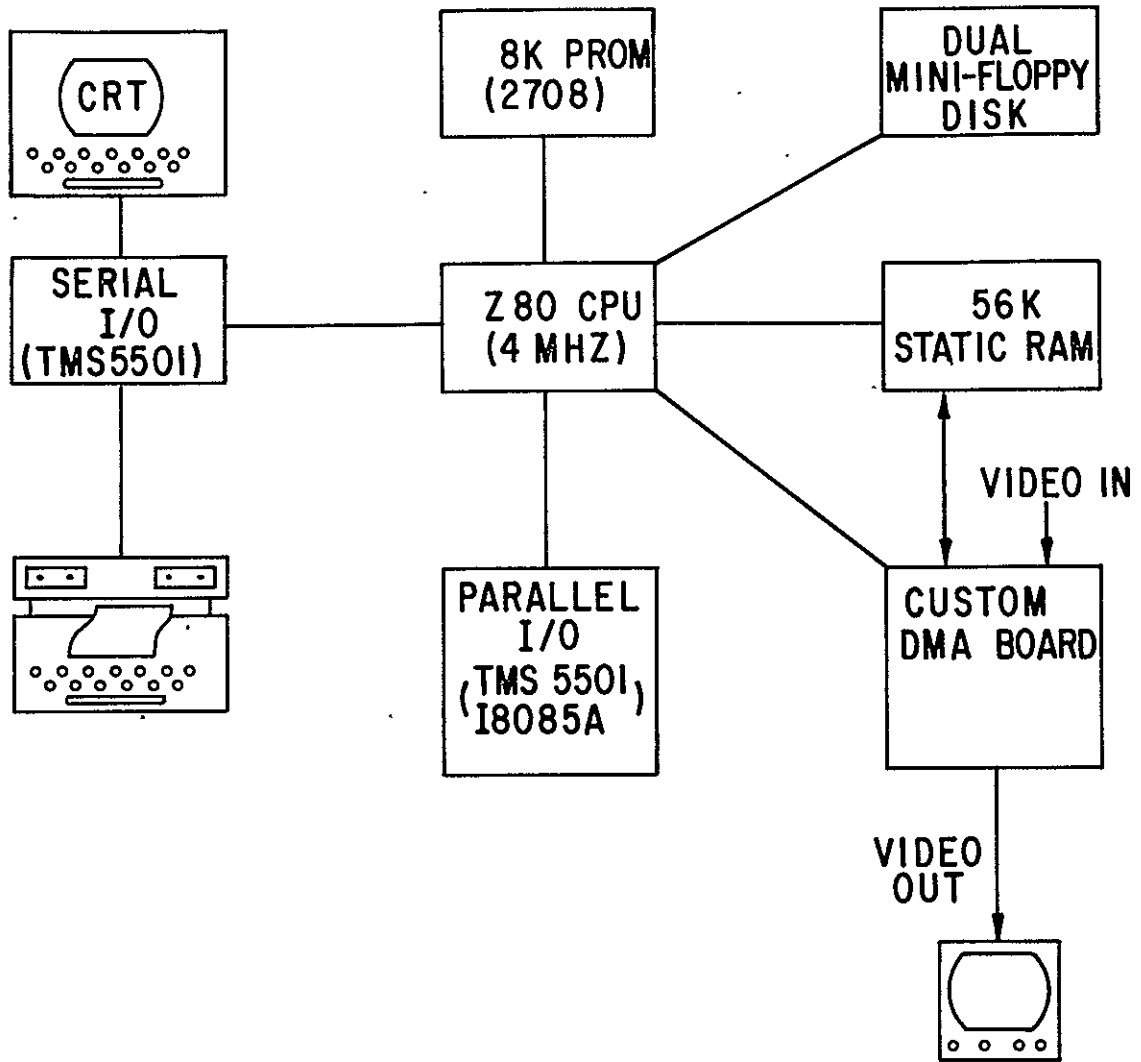 CRT
8K PROM
(2708)
DUAL
MINI-FLOPPY
DISK
SERIAL
I/O
(TMS5501)
Z80 CPU
(4 MHZ)
56K
STATIC RAM
VIDEO IN
PARALLEL
I/O
(TMS 5501)
I8085A
CUSTOM
DMA BOARD
VIDEO
OUT